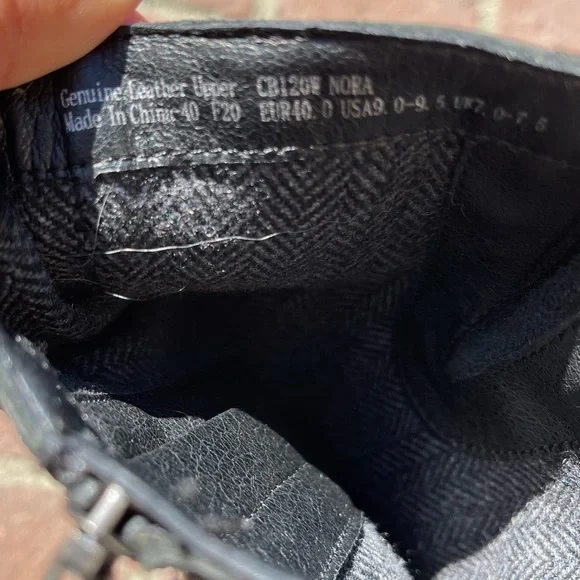 Genuine Leather Upper CB120W NORA
Made In China 40 F20 EUR40.0 USA9.0-9.5 UK7.0-7.5